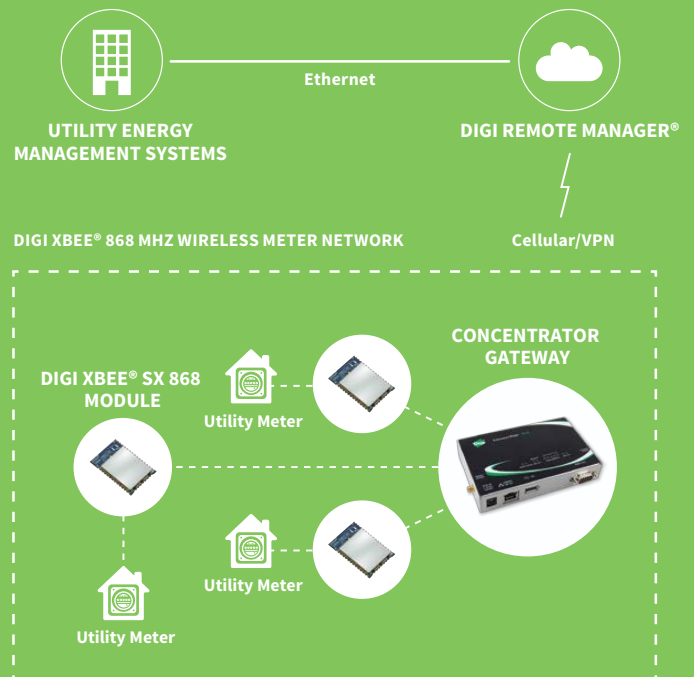 Ethernet
UTILITY ENERGY
MANAGEMENT SYSTEMS
DIGI REMOTE MANAGER®
DIGI XBEE® 868 MHZ WIRELESS METER NETWORK
Cellular/VPN
CONCENTRATOR
GATEWAY
DIGI XBEE® SX 868
MODULE
Utility Meter
Utility Meter
Utility Meter